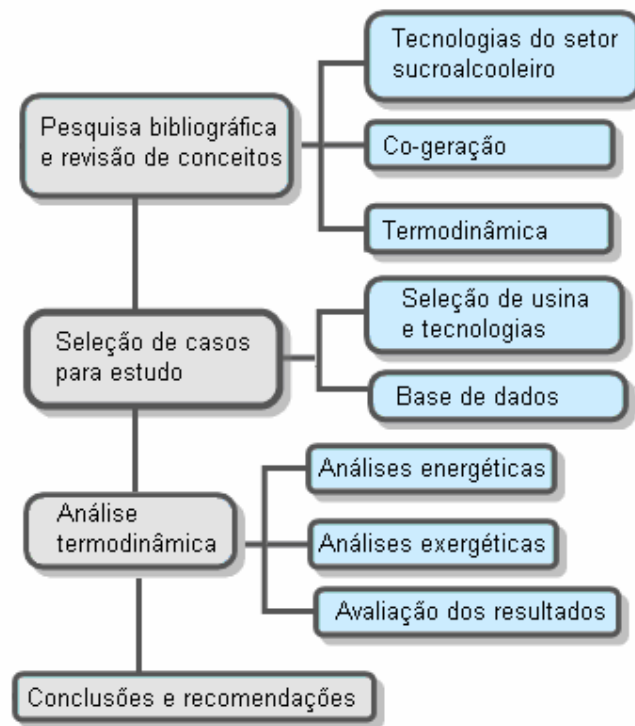 Pesquisa bibliográfica
e revisão de conceitos
Tecnologias do setor
sucroalcooleiro
Co-geração
Termodinâmica
Seleção de casos
para estudo
Seleção de usina
e tecnologias
Base de dados
Análise
termodinâmica
Análises energéticas
Análises exergéticas
Avaliação dos resultados
Conclusões e recomendações